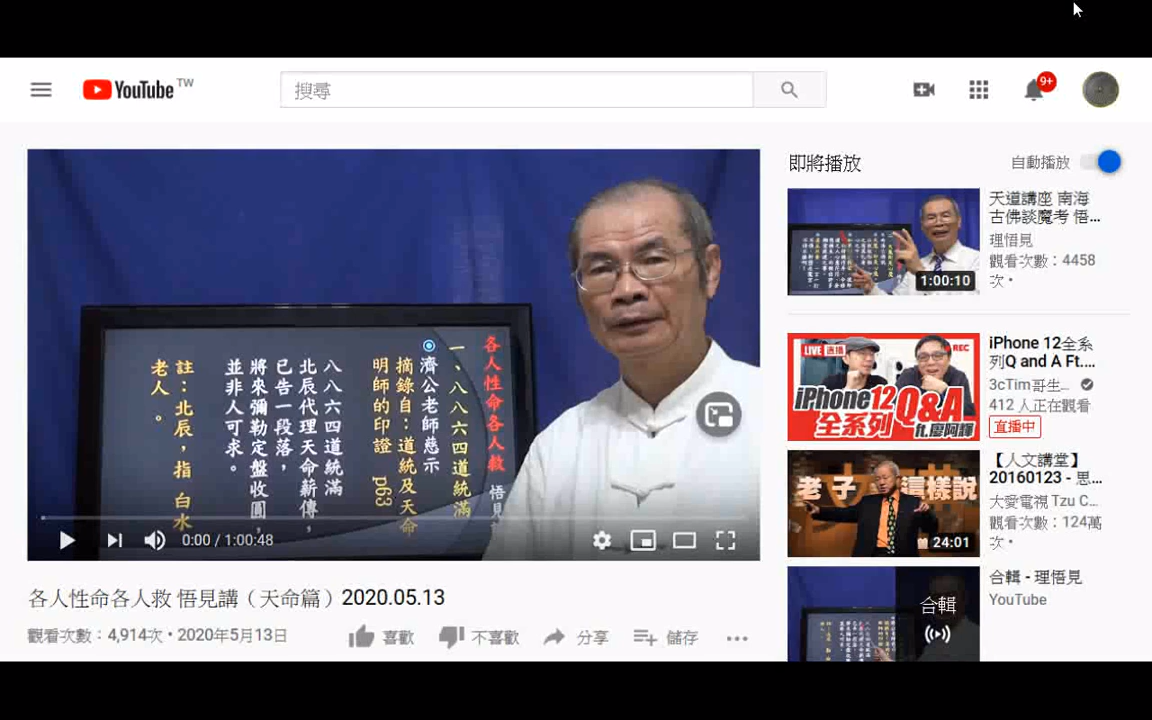 YouTube TW
搜尋
9+
各人性命各人救 悟見
一、八八六四道統滿
濟公老師慈示
摘錄自：道統及天命
明師的印證 p63
八八六四道統滿
北辰代理天命薪傳，
已告一段落，
將來彌勒定盤收圓，
並非人可求。
註：北辰，指 白水
老人。
0:00 / 1:00:48
各人性命各人救 悟見講（天命篇）2020.05.13
觀看次數：4,914次 • 2020年5月13日
喜歡
不喜歡
分享
儲存
即將播放
自動播放
天道講座 南海
古佛談魔考 悟...
理悟見
觀看次數：4458
次 •
1:00:10
LIVE 直播
REC
iPhone12
全系列
Q&A
ft.廖阿輝
iPhone 12全系
列Q and A Ft....
3cTim哥生...
412 人正在觀看
直播中
老子 這樣說
24:01
【人文講堂】
20160123 - 思...
大愛電視 Tzu C...
觀看次數：124萬
次 •
合輯
合輯 - 理悟見
YouTube